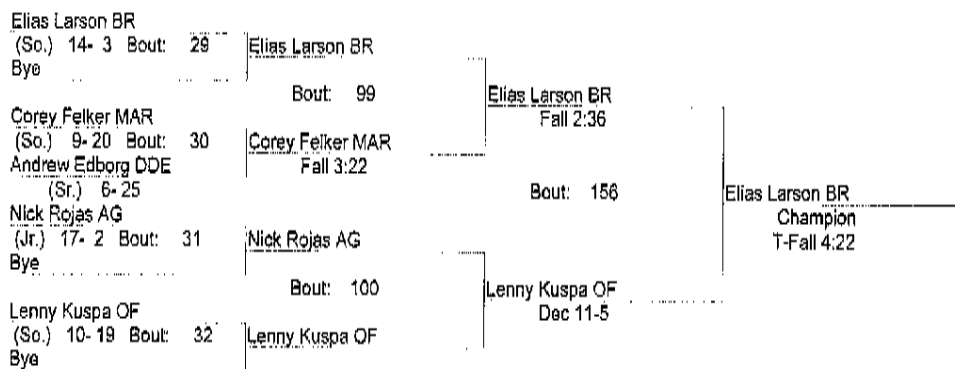 Elias Larson BR
(So.) 14- 3 Bout: 29 Elias Larson BR
Bye
Bout: 99 Elias Larson BR
Fall 2:36
Corey Felker MAR
(So.) 9- 20 Bout: 30 Corey Felker MAR
Andrew Edborg DDE Fall 3:22
(Sr.) 6- 25 Bout: 156 Elias Larson BR
Nick Rojas AG Champion
(Jr.) 17- 2 Bout: 31 Nick Rojas AG T-Fall 4:22
Bye
Bout: 100 Lenny Kuspa OF
Lenny Kuspa OF Dec 11-5
(So.) 10- 19 Bout: 32 Lenny Kuspa OF
Bye